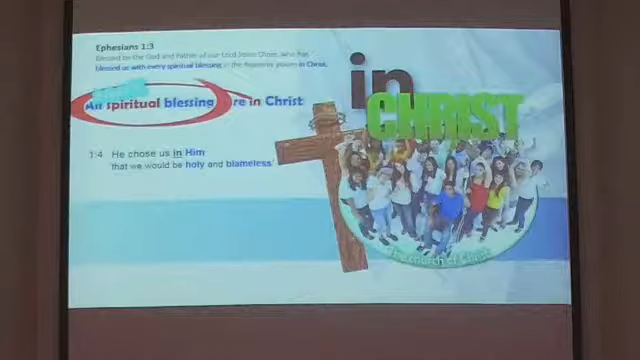 Ephesians 1:3
Blessed be the God and Father of our Lord Jesus Christ, who has
blessed us with every spiritual blessing in the heavenly places in Christ,
spiritual blessing re in Christ
1:4 He chose us in Him
that we would be holy and blameless
in
CHRIST
The church of Christ